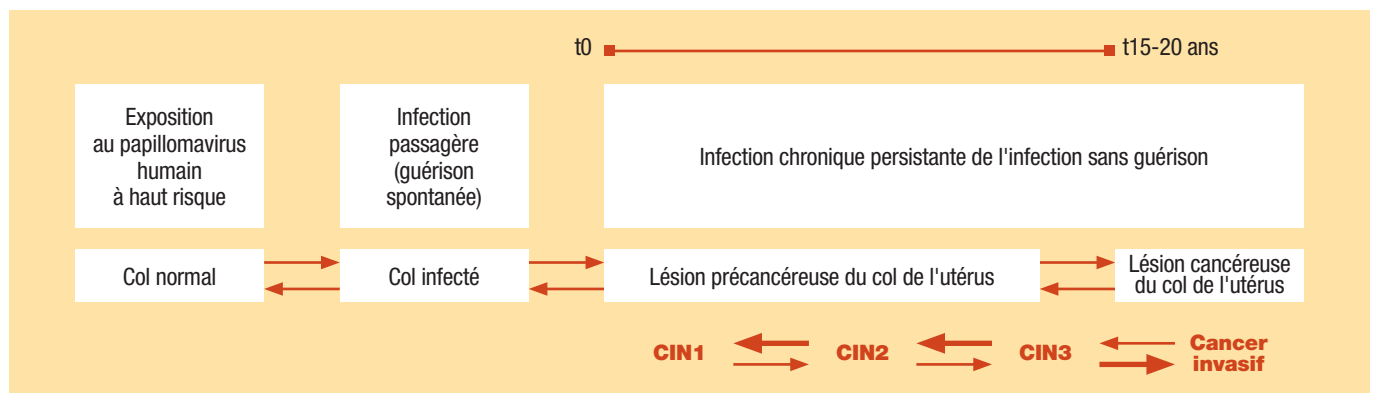 t0
t15-20 ans
Exposition
au papillomavirus
humain
à haut risque
Infection
passagère
(guérison
spontanée)
Infection chronique persistante de l'infection sans guérison
Col normal
Col infecté
Lésion précancéreuse du col de l'utérus
Lésion cancéreuse
du col de l'utérus
CIN1
CIN2
CIN3
Cancer
invasif